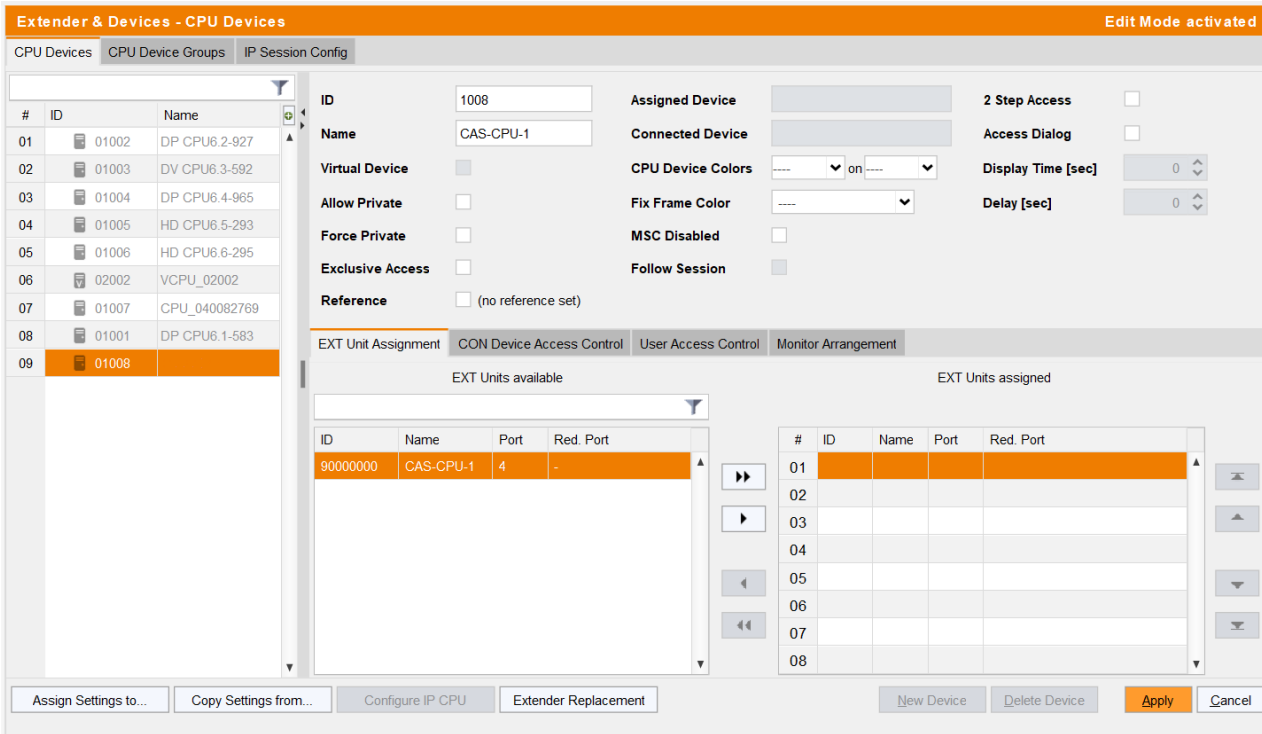 Extender & Devices - CPU Devices Edit Mode activated
CPU Devices CPU Device Groups IP Session Config
# ID Name
01 01002 DP CPU6.2-927
02 01003 DV CPU6.3-592
03 01004 DP CPU6.4-965
04 01005 HD CPU6.5-293
05 01006 HD CPU6.6-295
06 V 02002 VCPU_02002
07 01007 CPU_040082769
08 01001 DP CPU6.1-583
09 01008
ID 1008 Assigned Device 2 Step Access
Name CAS-CPU-1 Connected Device Access Dialog
Virtual Device CPU Device Colors ---- on ---- Display Time [sec] 0
Allow Private Fix Frame Color ---- Delay [sec] 0
Force Private MSC Disabled
Exclusive Access Follow Session
Reference (no reference set)
EXT Unit Assignment CON Device Access Control User Access Control Monitor Arrangement
EXT Units available EXT Units assigned
ID Name Port Red. Port
90000000 CAS-CPU-1 4 -
# ID Name Port Red. Port
01
02
03
04
05
06
07
08
Assign Settings to... Copy Settings from... Configure IP CPU Extender Replacement New Device Delete Device Apply Cancel